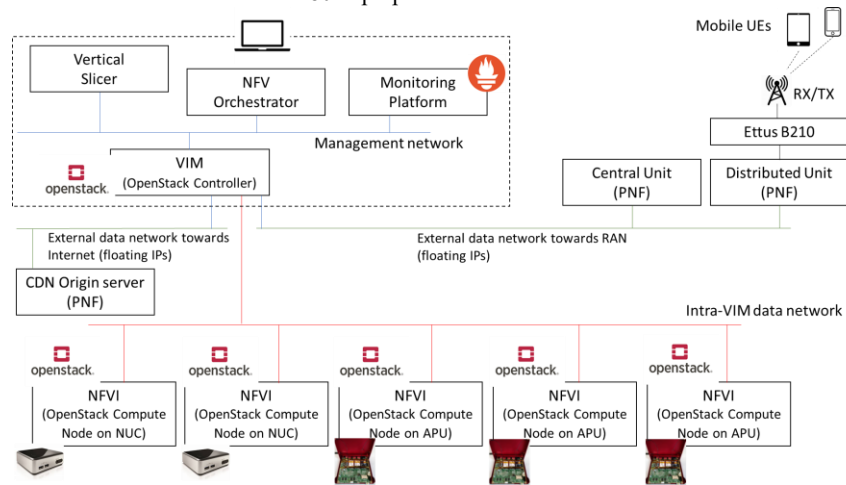 Mobile UEs
Vertical
Slicer
NFV
Orchestrator
Monitoring
Platform
RX/TX
Management network
Ettus B210
VIM
(OpenStack Controller)
openstack.
Central Unit
(PNF)
Distributed Unit
(PNF)
External data network towards
Internet (floating IPs)
External data network towards RAN
(floating IPs)
CDN Origin server
(PNF)
Intra-VIM data network
openstack.
openstack.
openstack.
openstack.
openstack.
NFVI
(OpenStack Compute
Node on NUC)
NFVI
(OpenStack Compute
Node on NUC)
NFVI
(OpenStack Compute
Node on APU)
NFVI
(OpenStack Compute
Node on APU)
NFVI
(OpenStack Compute
Node on APU)